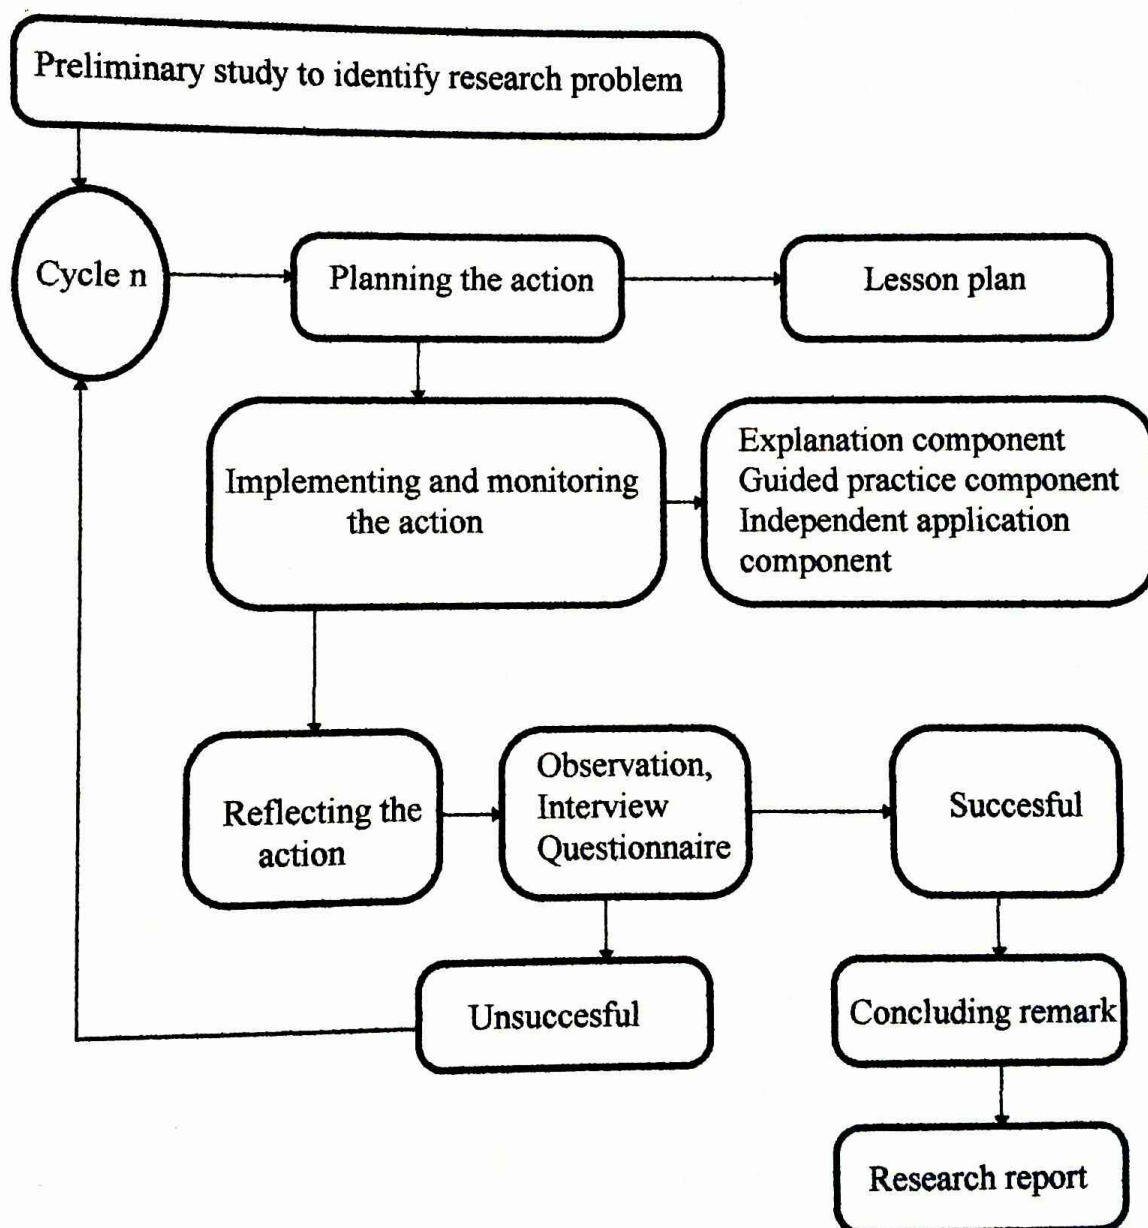 Preliminary study to identify research problem
Cycle n
Planning the action
Lesson plan
Implementing and monitoring
the action
Explanation component
Guided practice component
Independent application
component
Reflecting the
action
Observation,
Interview
Questionnaire
Succesful
Unsuccesful
Concluding remark
Research report